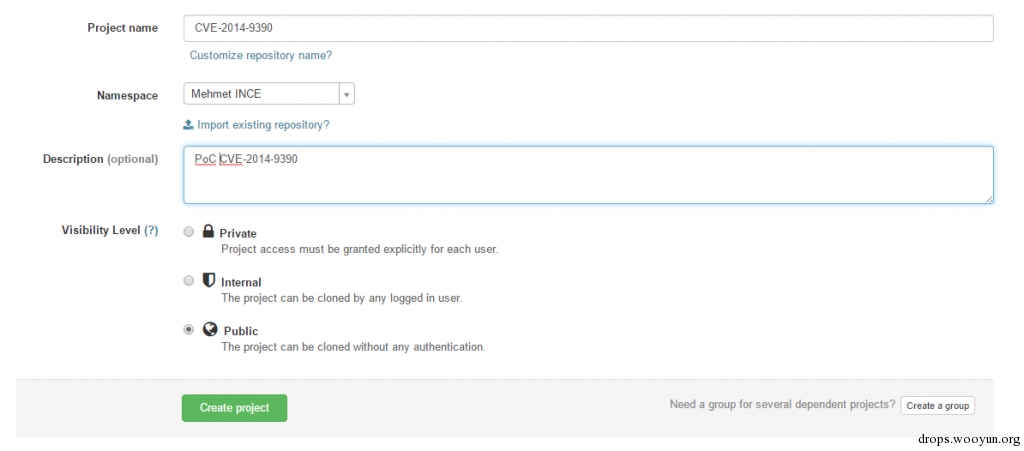 Project name
CVE-2014-9390
Customize repository name?
Namespace
Mehmet INCE
Import existing repository?
Description (optional)
PoC CVE-2014-9390
Visibility Level (?)
Private
Project access must be granted explicitly for each user.
Internal
The project can be cloned by any logged in user.
Public
The project can be cloned without any authentication.
Create project
Need a group for several dependent projects?
Create a group
drops.wooyun.org